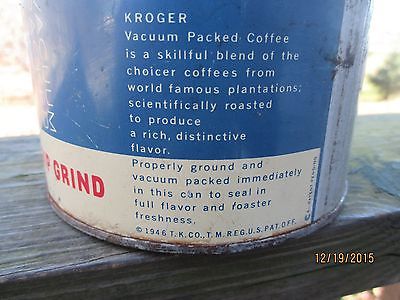 KROGER
Vacuum Packed Coffee
is a skillful blend of the
choicer coffees from
world famous plantations;
scientifically roasted
to produce
a rich, distinctive
flavor.
Properly ground and
vacuum packed immediately
in this can to seal in
full flavor and roaster
freshness.
© 1946 T.K.CO., T.M.REG.U.S.PAT.OFF.
GRIND
12/19/2015